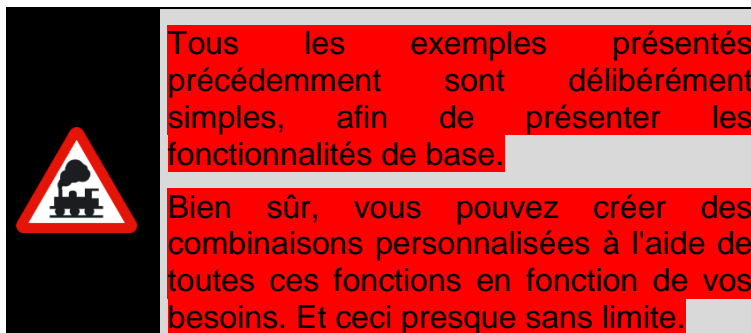 Tous les exemples présentés
précédemment sont délibérément
simples, afin de présenter les
fonctionnalités de base.
Bien sûr, vous pouvez créer des
combinaisons personnalisées à l'aide de
toutes ces fonctions en fonction de vos
besoins. Et ceci presque sans limite.